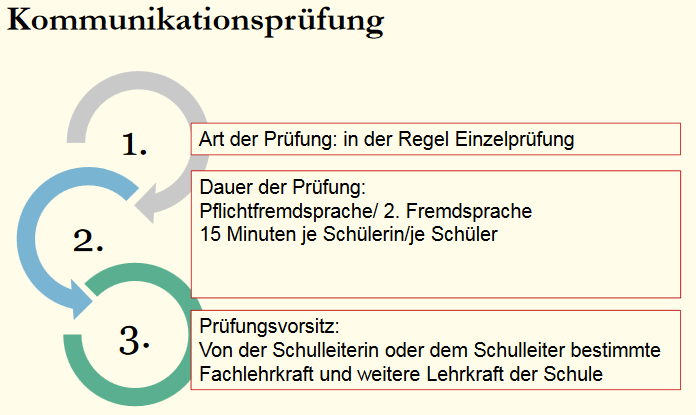 Kommunikationsprüfung
1.
Art der Prüfung: in der Regel Einzelprüfung
2.
Dauer der Prüfung:
Pflichtfremdsprache/ 2. Fremdsprache
15 Minuten je Schülerin/je Schüler
3.
Prüfungsvorsitz:
Von der Schulleiterin oder dem Schulleiter bestimmte
Fachlehrkraft und weitere Lehrkraft der Schule